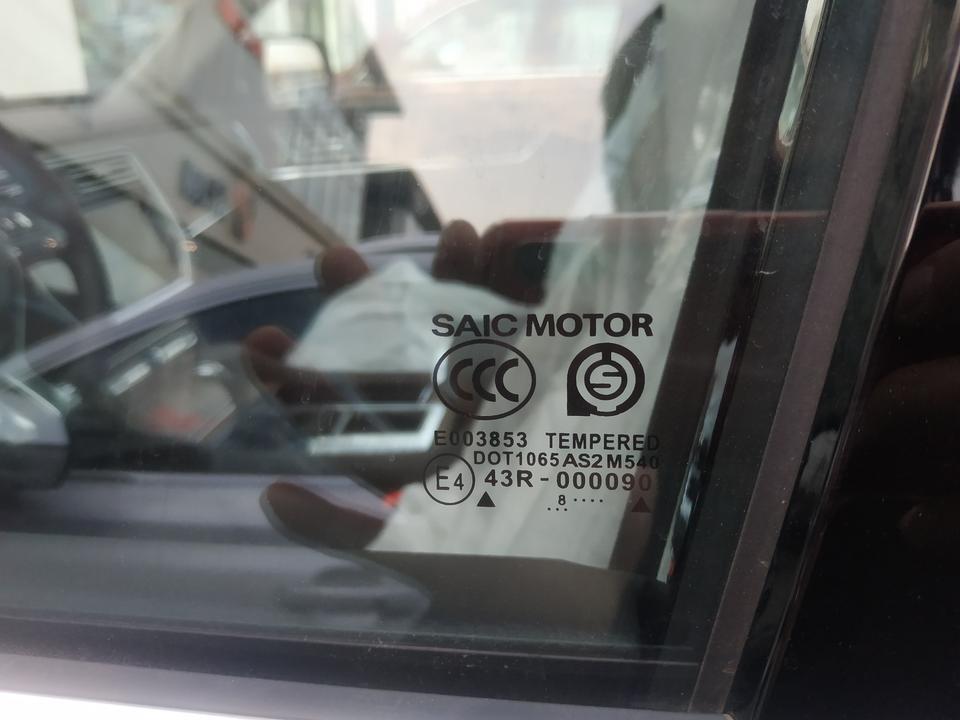 SAIC MOTOR
CCC S
E003853 TEMPERED
DOT1065 AS2 M540
E4 43R-000090
▲ 8 .... ▲
...